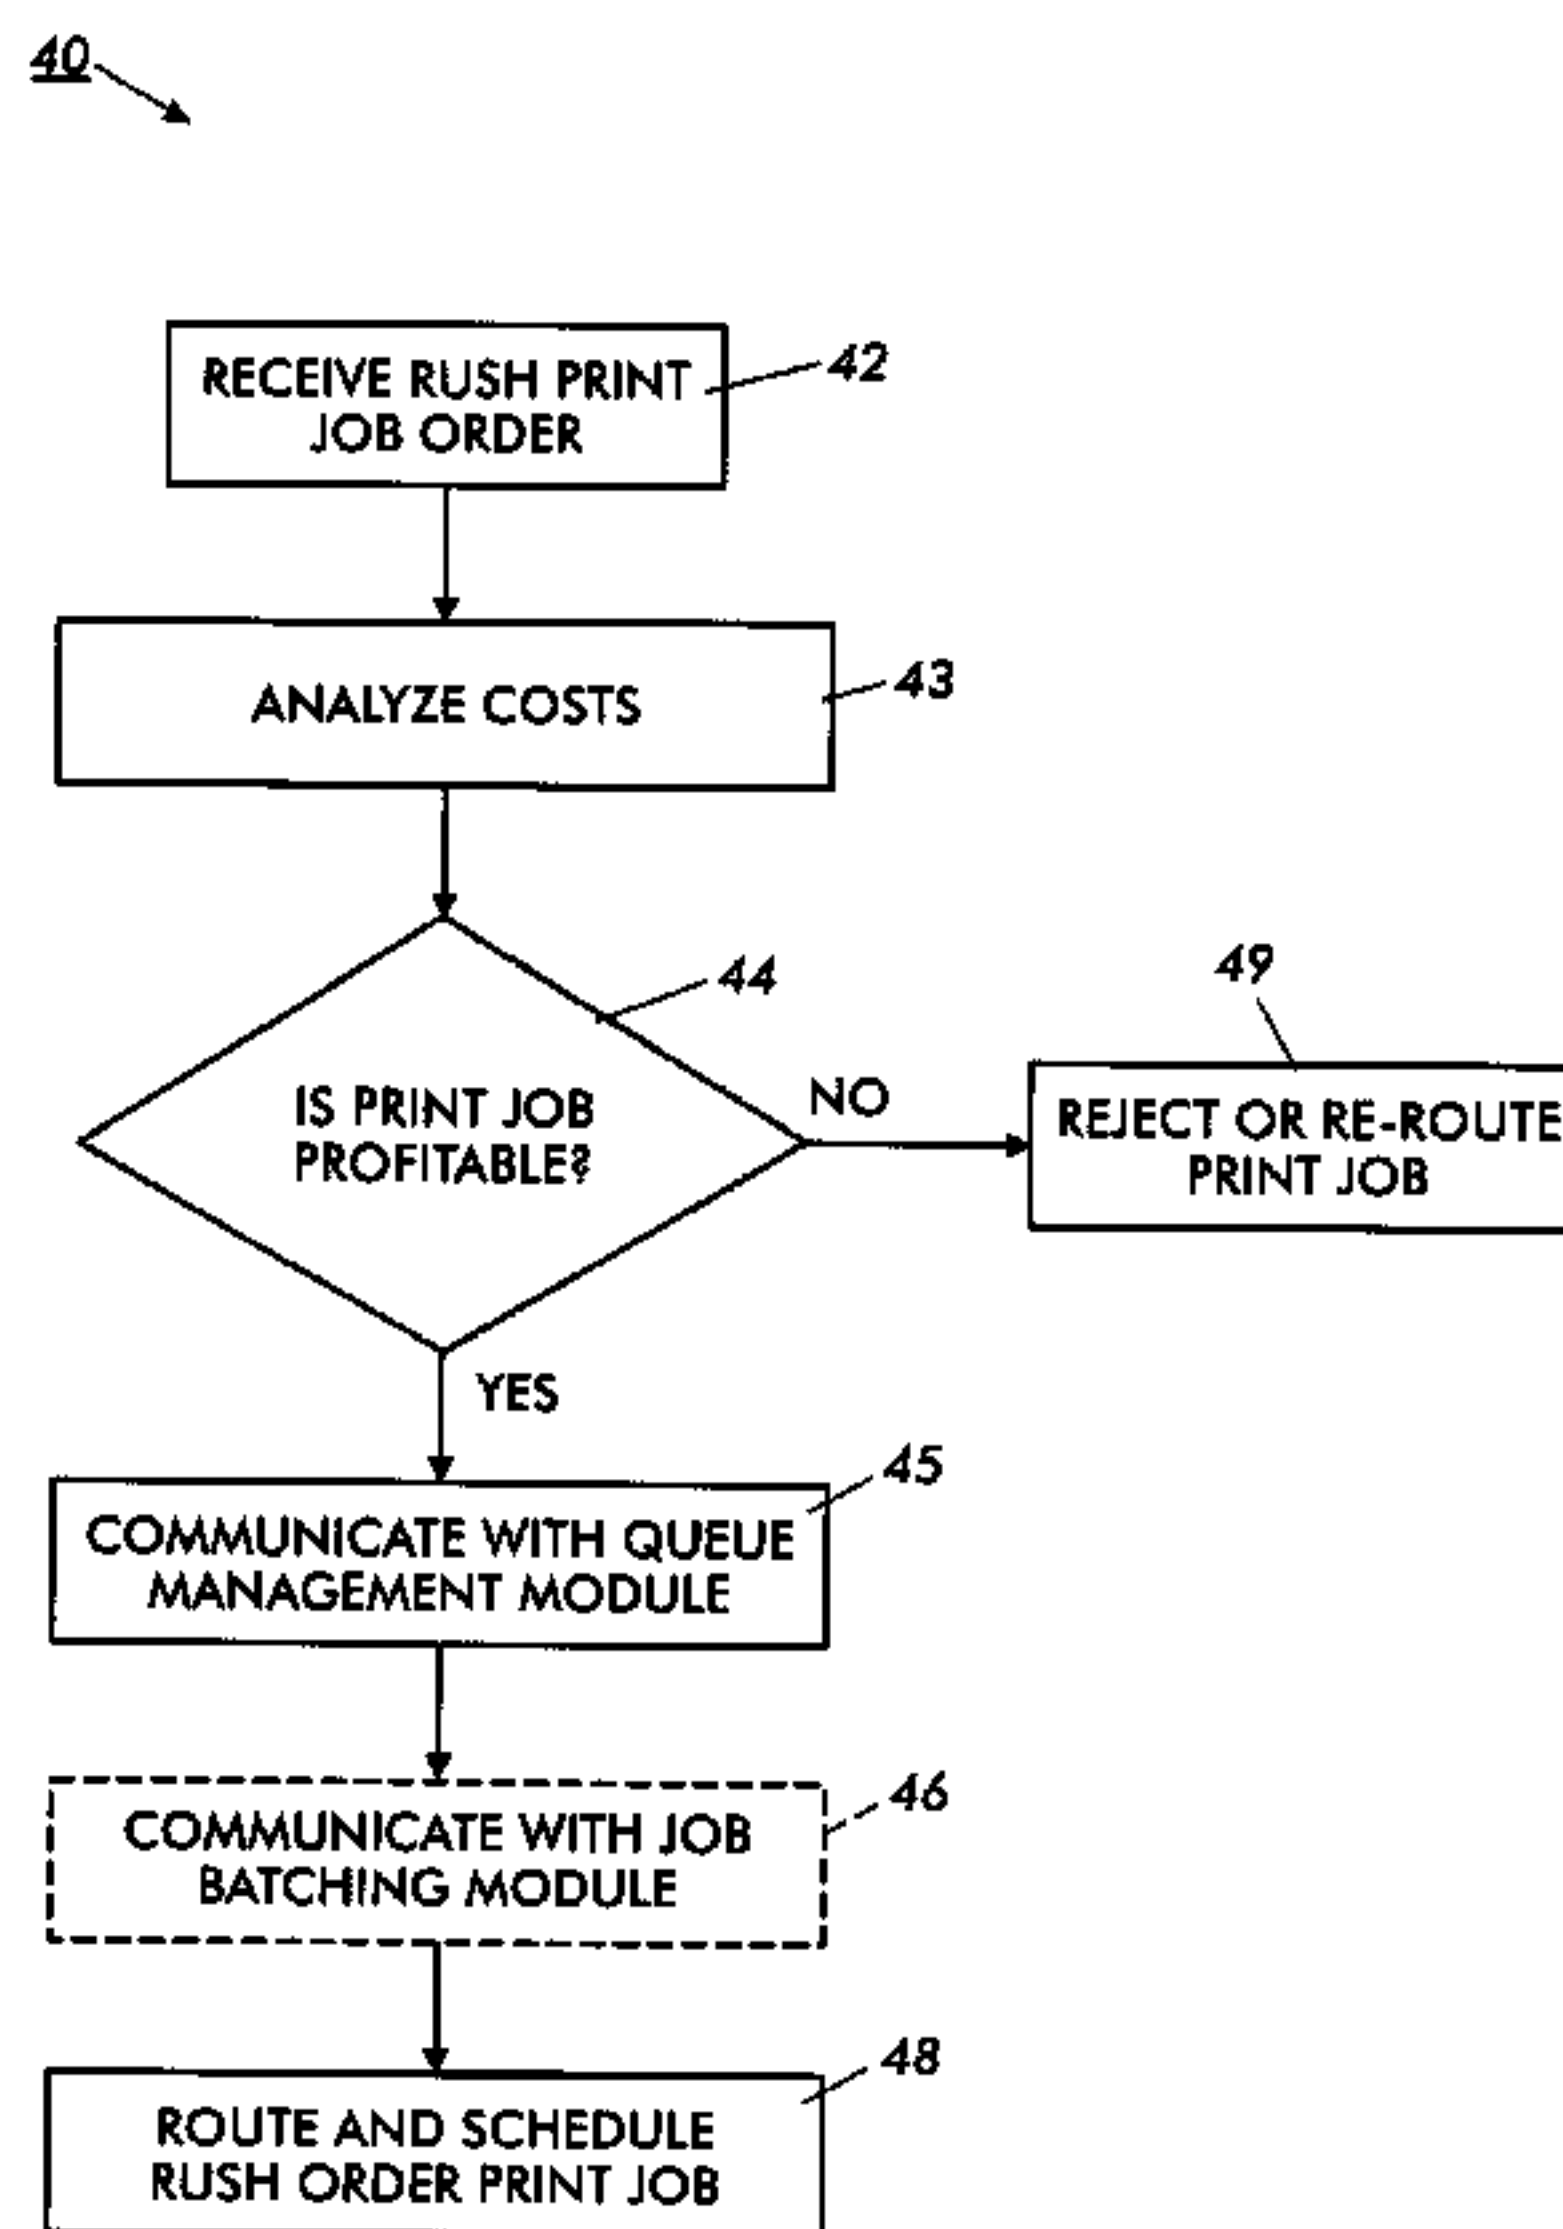 40
RECEIVE RUSH PRINT
JOB ORDER
42
ANALYZE COSTS
43
44
IS PRINT JOB
PROFITABLE?
NO
49
REJECT OR RE-ROUTE
PRINT JOB
YES
45
COMMUNICATE WITH QUEUE
MANAGEMENT MODULE
46
COMMUNICATE WITH JOB
BATCHING MODULE
48
ROUTE AND SCHEDULE
RUSH ORDER PRINT JOB